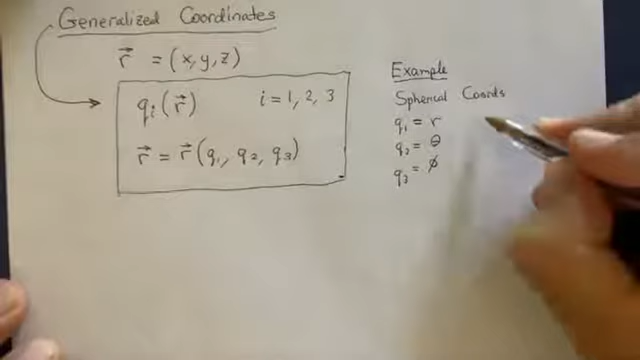 Generalized Coordinates
r⃗ = (x, y, z)
qᵢ(r⃗) i = 1, 2, 3
r⃗ = r⃗(q₁, q₂, q₃)
Example
Spherical Coords
q₁ = r
q₂ = θ
q₃ = ϕ